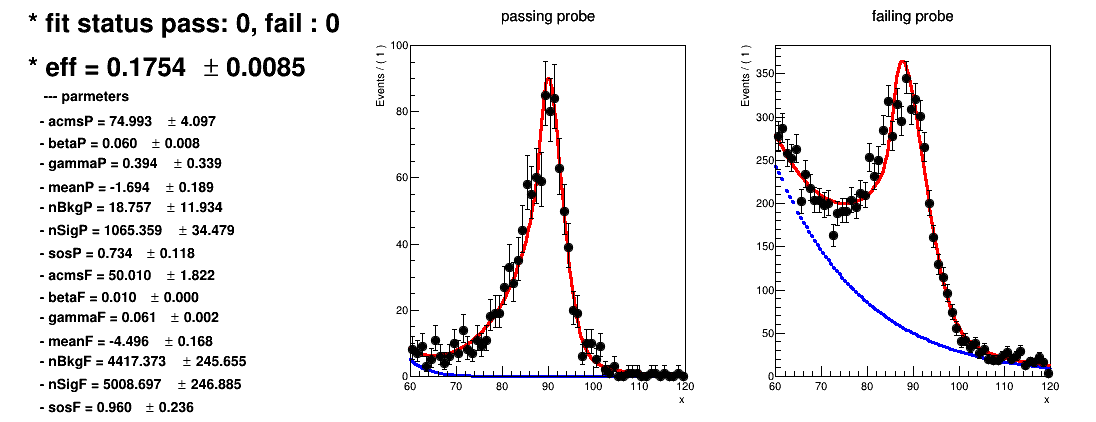 * fit status pass: 0, fail : 0
* eff = 0.1754 ± 0.0085
--- parmeters
- acmsP = 74.993 ± 4.097
- betaP = 0.060 ± 0.008
- gammaP = 0.394 ± 0.339
- meanP = -1.694 ± 0.189
- nBkgP = 18.757 ± 11.934
- nSigP = 1065.359 ± 34.479
- sosP = 0.734 ± 0.118
- acmsF = 50.010 ± 1.822
- betaF = 0.010 ± 0.000
- gammaF = 0.061 ± 0.002
- meanF = -4.496 ± 0.168
- nBkgF = 4417.373 ± 245.655
- nSigF = 5008.697 ± 246.885
- sosF = 0.960 ± 0.236
passing probe
Events / ( 1 )
100
80
60
40
20
0
60 70 80 90 100 110 120
x
failing probe
Events / ( 1 )
350
300
250
200
150
100
50
0
60 70 80 90 100 110 120
x